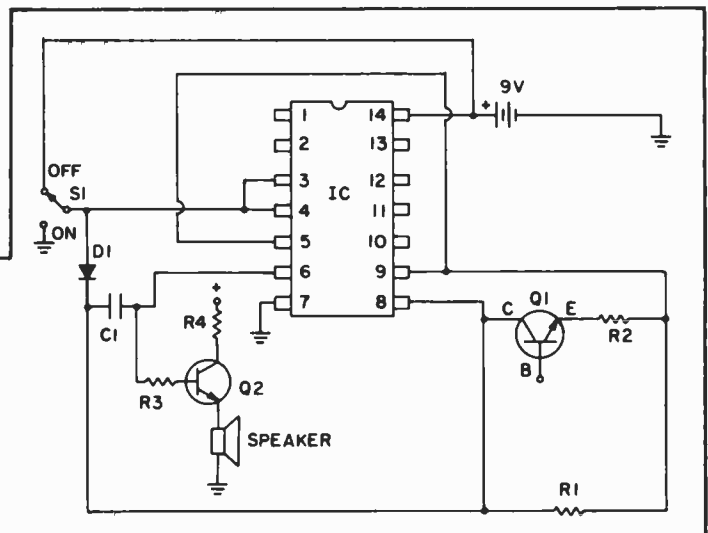 9V
+
1 14
2 13
OFF
3 12
S1 IC
4 11
ON
5 10
D1
6 9
C1
7 8
C Q1 E
R2
B
+
R4
R3
Q2
SPEAKER
R1